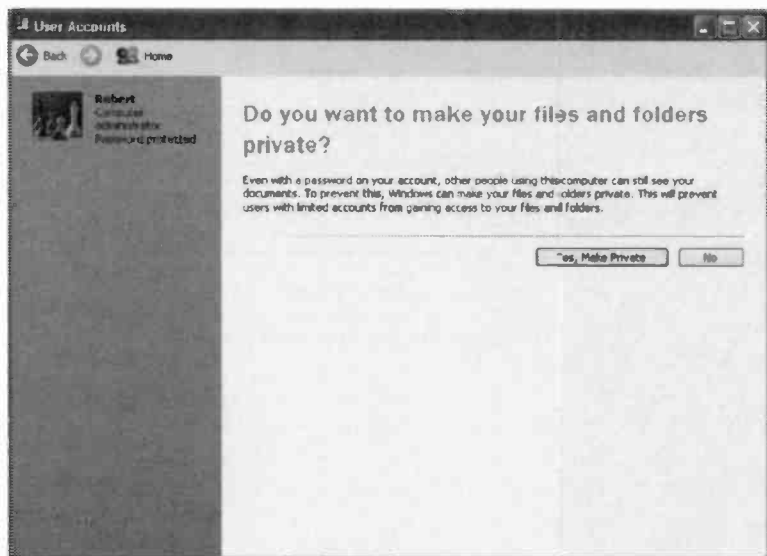 User Accounts
Back Home
Robert
Computer
administrator
Password protected
Do you want to make your files and folders
private?
Even with a password on your account, other people using this computer can still see your
documents. To prevent this, Windows can make your files and folders private. This will prevent
users with limited accounts from gaining access to your files and folders.
Yes, Make Private No